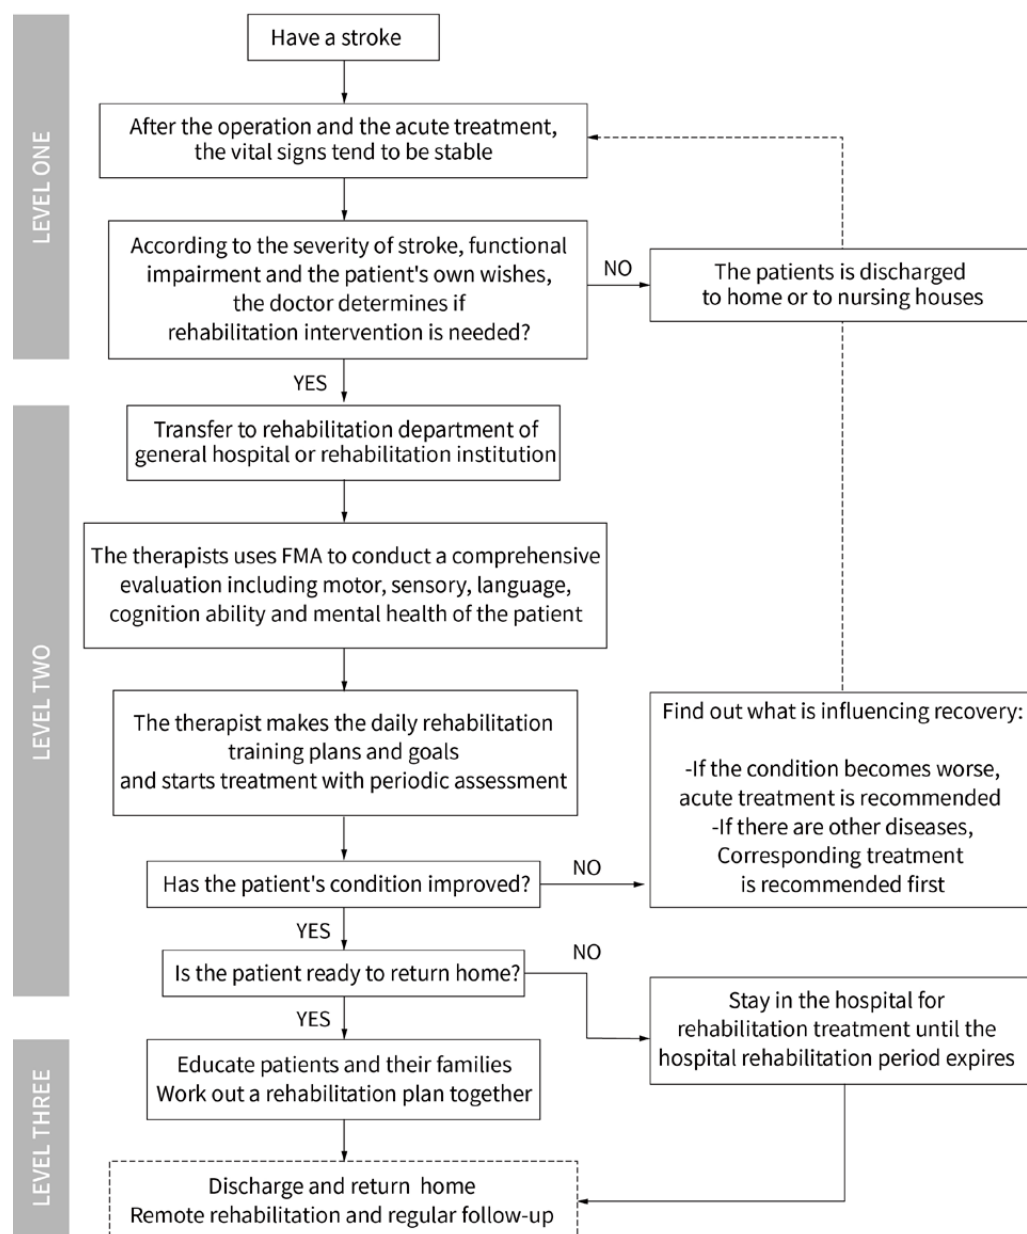 LEVEL ONE
Have a stroke
After the operation and the acute treatment,
the vital signs tend to be stable
According to the severity of stroke, functional
impairment and the patient's own wishes,
the doctor determines if
rehabilitation intervention is needed?
NO
The patients is discharged
to home or to nursing houses
YES
LEVEL TWO
Transfer to rehabilitation department of
general hospital or rehabilitation institution
The therapists uses FMA to conduct a comprehensive
evaluation including motor, sensory, language,
cognition ability and mental health of the patient
The therapist makes the daily rehabilitation
training plans and goals
and starts treatment with periodic assessment
Find out what is influencing recovery:
-If the condition becomes worse,
acute treatment is recommended
-If there are other diseases,
Corresponding treatment
is recommended first
Has the patient's condition improved?
NO
YES
Is the patient ready to return home?
NO
YES
Stay in the hospital for
rehabilitation treatment until the
hospital rehabilitation period expires
LEVEL THREE
Educate patients and their families
Work out a rehabilitation plan together
Discharge and return home
Remote rehabilitation and regular follow-up